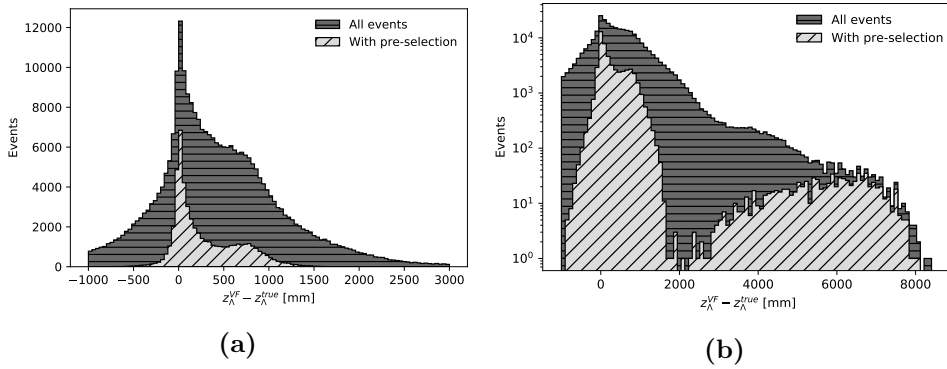 All events
With pre-selection
Events
12000
10000
8000
6000
4000
2000
0
−1000 −500 0 500 1000 1500 2000 2500 3000
z_Λ^{VF} − z_Λ^{true} [mm]
(a)
All events
With pre-selection
Events
10^4
10^3
10^2
10^1
10^0
0 2000 4000 6000 8000
z_Λ^{VF} − z_Λ^{true} [mm]
(b)